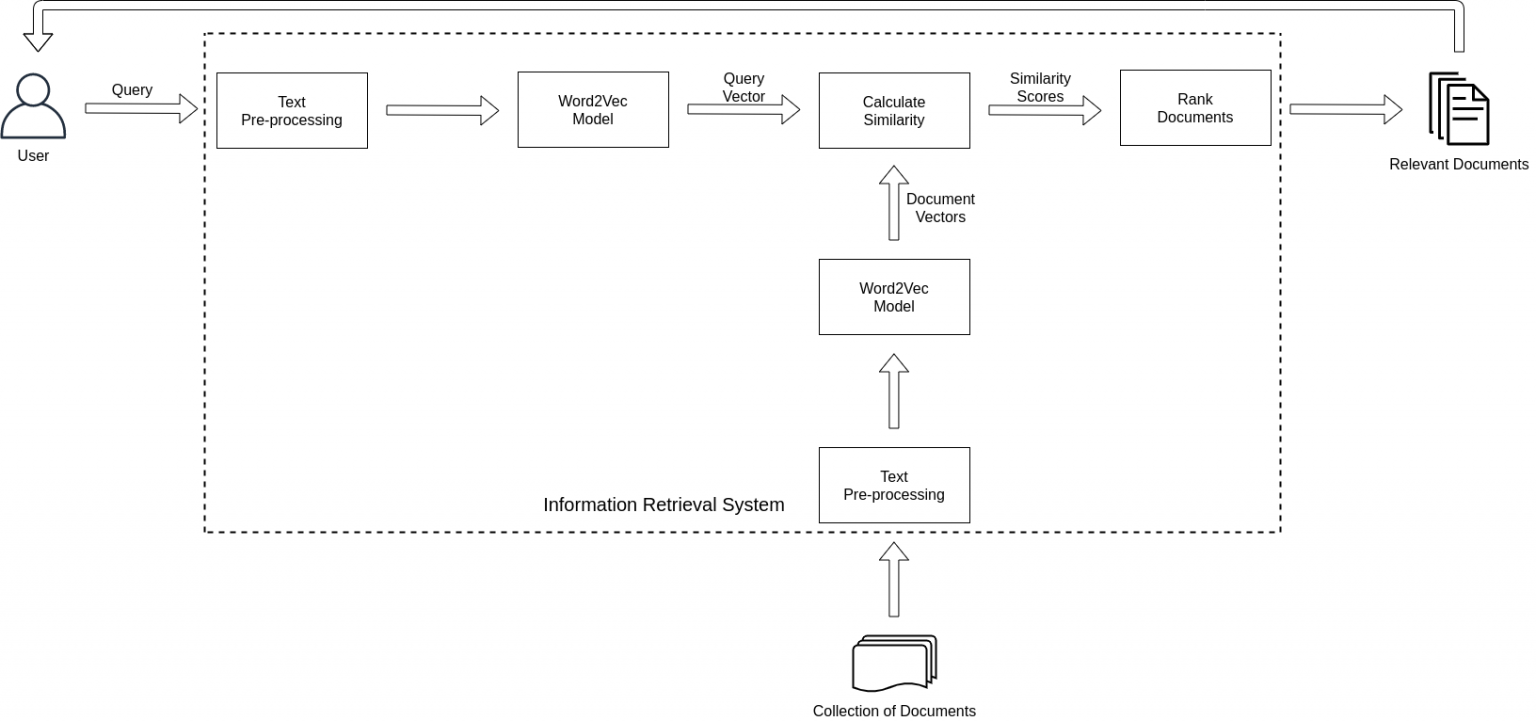 Query
User
Text
Pre-processing
Word2Vec
Model
Query
Vector
Calculate
Similarity
Similarity
Scores
Rank
Documents
Relevant Documents
Document
Vectors
Word2Vec
Model
Text
Pre-processing
Information Retrieval System
Collection of Documents